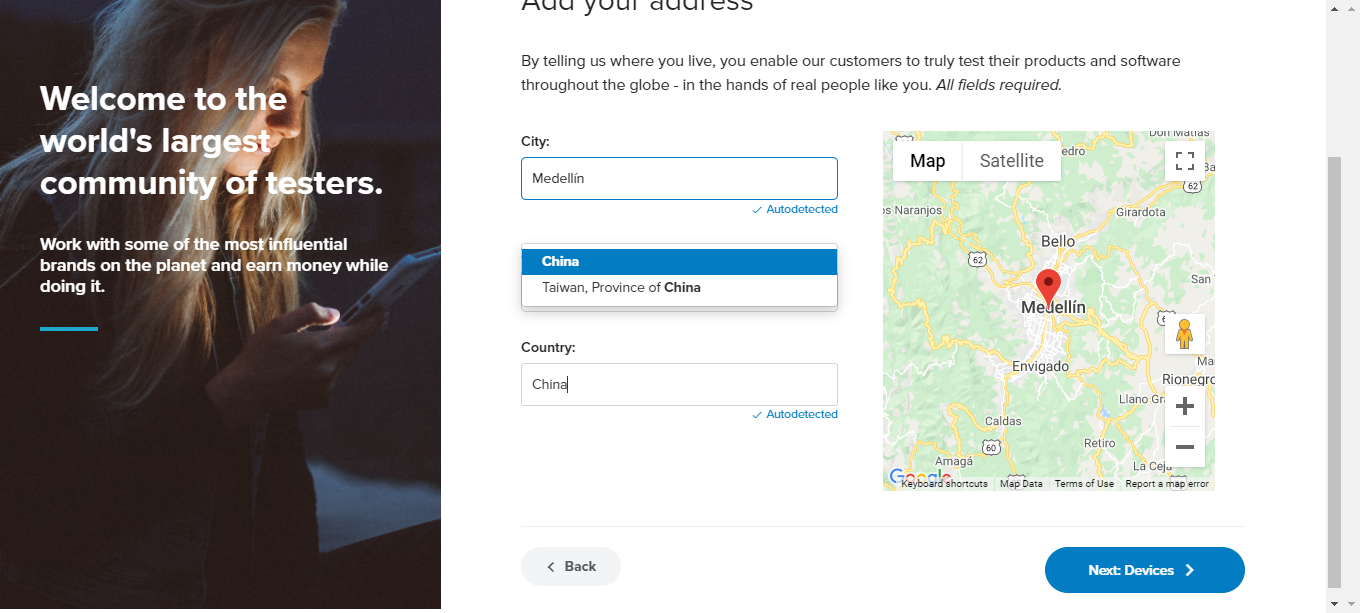 Add your address
Welcome to the
world's largest
community of testers.
Work with some of the most influential
brands on the planet and earn money while
doing it.
By telling us where you live, you enable our customers to truly test their products and software
throughout the globe - in the hands of real people like you. All fields required.
City:
Medellín
✓ Autodetected
China
Taiwan, Province of China
Country:
China
✓ Autodetected
Map
Satellite
Don Matías
edro
Ba
62
os Naranjos
Girardota
Bello
62
San
Medellín
6
Envigado
Ma
Rionegro
Llano Gra
Caldas
60
Retiro
Amagá
La Ceja
Google
Keyboard shortcuts
Map Data
Terms of Use
Report a map error
Back
Next: Devices